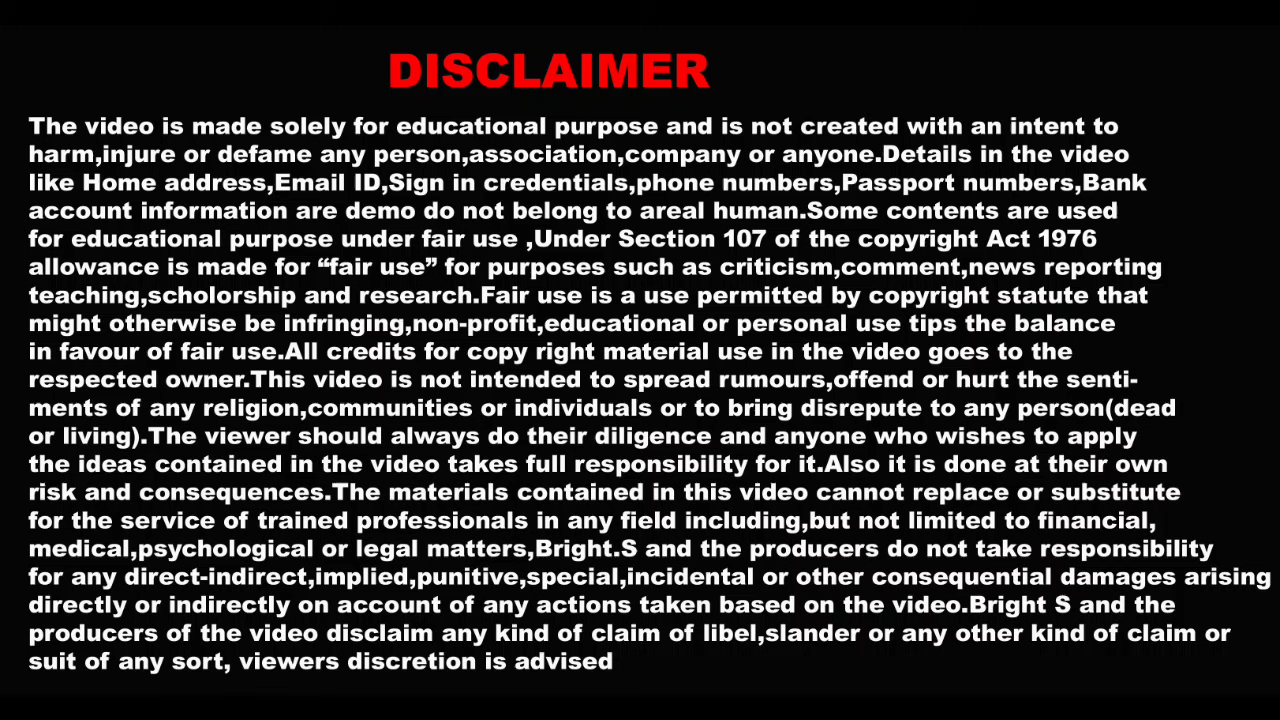 DISCLAIMER
The video is made solely for educational purpose and is not created with an intent to
harm,injure or defame any person,association,company or anyone.Details in the video
like Home address,Email ID,Sign in credentials,phone numbers,Passport numbers,Bank
account information are demo do not belong to areal human.Some contents are used
for educational purpose under fair use ,Under Section 107 of the copyright Act 1976
allowance is made for “fair use” for purposes such as criticism,comment,news reporting
teaching,scholorship and research.Fair use is a use permitted by copyright statute that
might otherwise be infringing,non-profit,educational or personal use tips the balance
in favour of fair use.All credits for copy right material use in the video goes to the
respected owner.This video is not intended to spread rumours,offend or hurt the senti-
ments of any religion,communities or individuals or to bring disrepute to any person(dead
or living).The viewer should always do their diligence and anyone who wishes to apply
the ideas contained in the video takes full responsibility for it.Also it is done at their own
risk and consequences.The materials contained in this video cannot replace or substitute
for the service of trained professionals in any field including,but not limited to financial,
medical,psychological or legal matters,Bright.S and the producers do not take responsibility
for any direct-indirect,implied,punitive,special,incidental or other consequential damages arising
directly or indirectly on account of any actions taken based on the video.Bright S and the
producers of the video disclaim any kind of claim of libel,slander or any other kind of claim or
suit of any sort, viewers discretion is advised